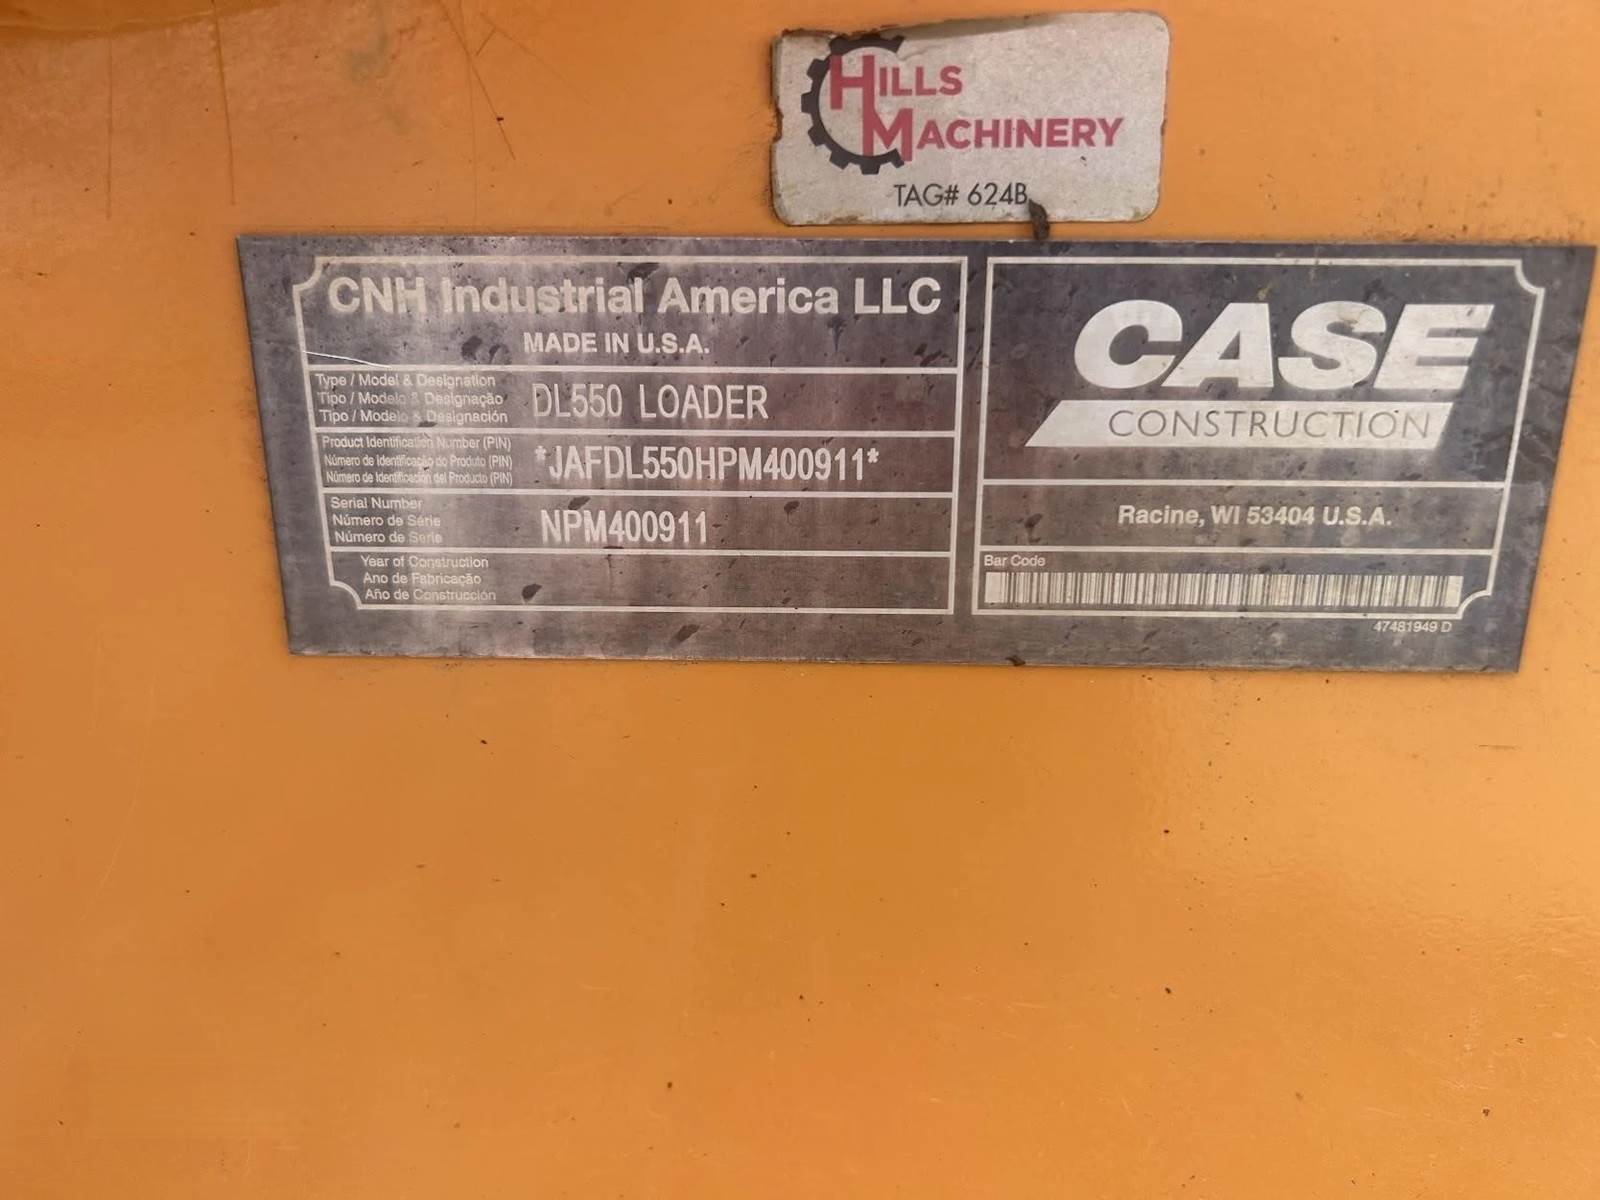 HILLS
MACHINERY
TAG# 624B
CNH Industrial America LLC
MADE IN U.S.A.
Type / Model & Designation
Tipo / Modelo & Designação
Tipo / Modelo & Designación
DL550 LOADER
Product Identification Number (PIN)
Número de Identificação do Produto (PIN)
Número de Identificación del Producto (PIN)
*JAFDL550HPM400911*
Serial Number
Número de Série
Número de Serie
NPM400911
Year of Construction
Ano de Fabricação
Año de Construcción
CASE
CONSTRUCTION
Racine, WI 53404 U.S.A.
Bar Code
47481949 D